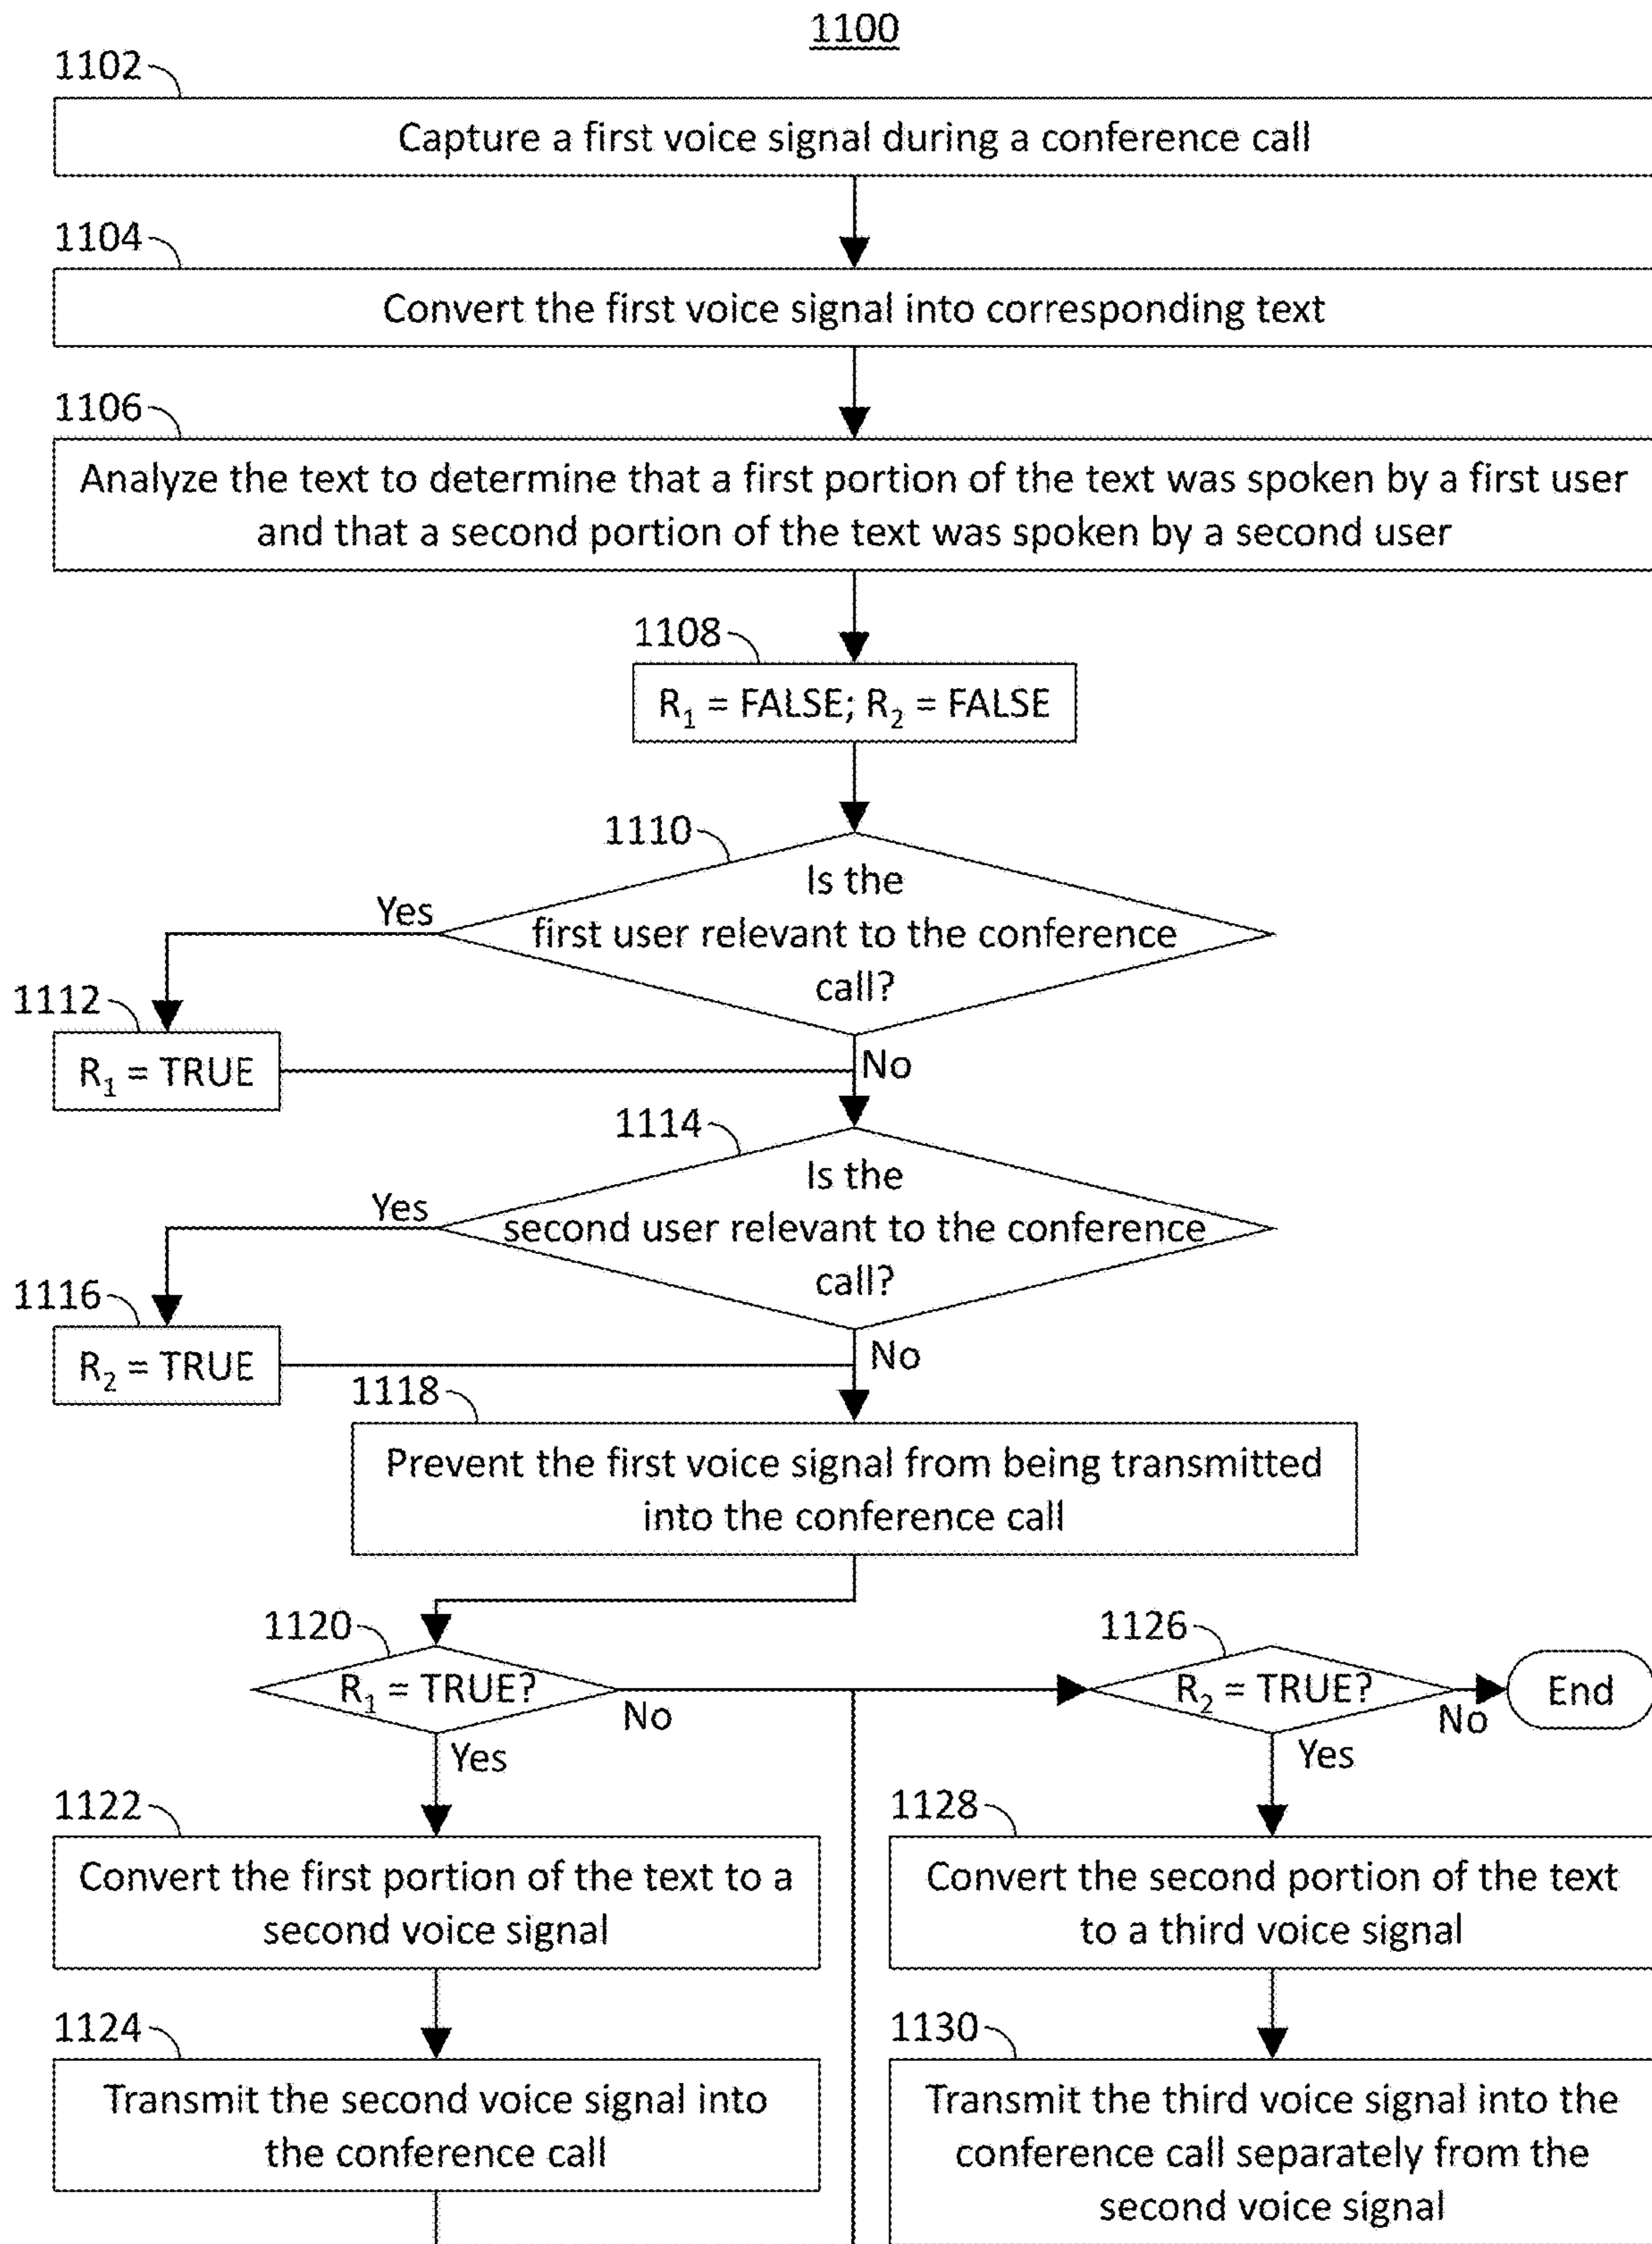 1100
1102
Capture a first voice signal during a conference call
1104
Convert the first voice signal into corresponding text
1106
Analyze the text to determine that a first portion of the text was spoken by a first user
and that a second portion of the text was spoken by a second user
1108
R₁ = FALSE; R₂ = FALSE
1110
Is the
first user relevant to the conference
call?
Yes
No
1112
R₁ = TRUE
1114
Is the
second user relevant to the conference
call?
Yes
No
1116
R₂ = TRUE
1118
Prevent the first voice signal from being transmitted
into the conference call
1120
R₁ = TRUE?
No
Yes
1126
R₂ = TRUE?
No
Yes
End
1122
Convert the first portion of the text to a
second voice signal
1124
Transmit the second voice signal into
the conference call
1128
Convert the second portion of the text
to a third voice signal
1130
Transmit the third voice signal into the
conference call separately from the
second voice signal